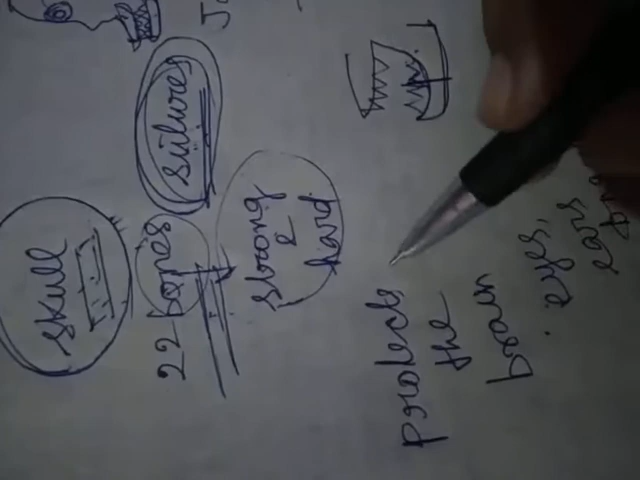 Skull
22 bones
sutures
strong
&
hard.
Protects
the
brain
eyes,
ears